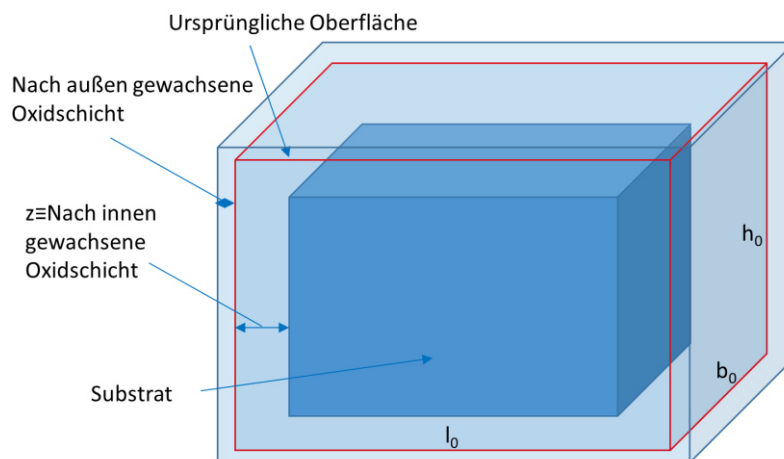 Ursprüngliche Oberfläche
Nach außen gewachsene
Oxidschicht
z≡Nach innen
gewachsene
Oxidschicht
h₀
b₀
Substrat
l₀